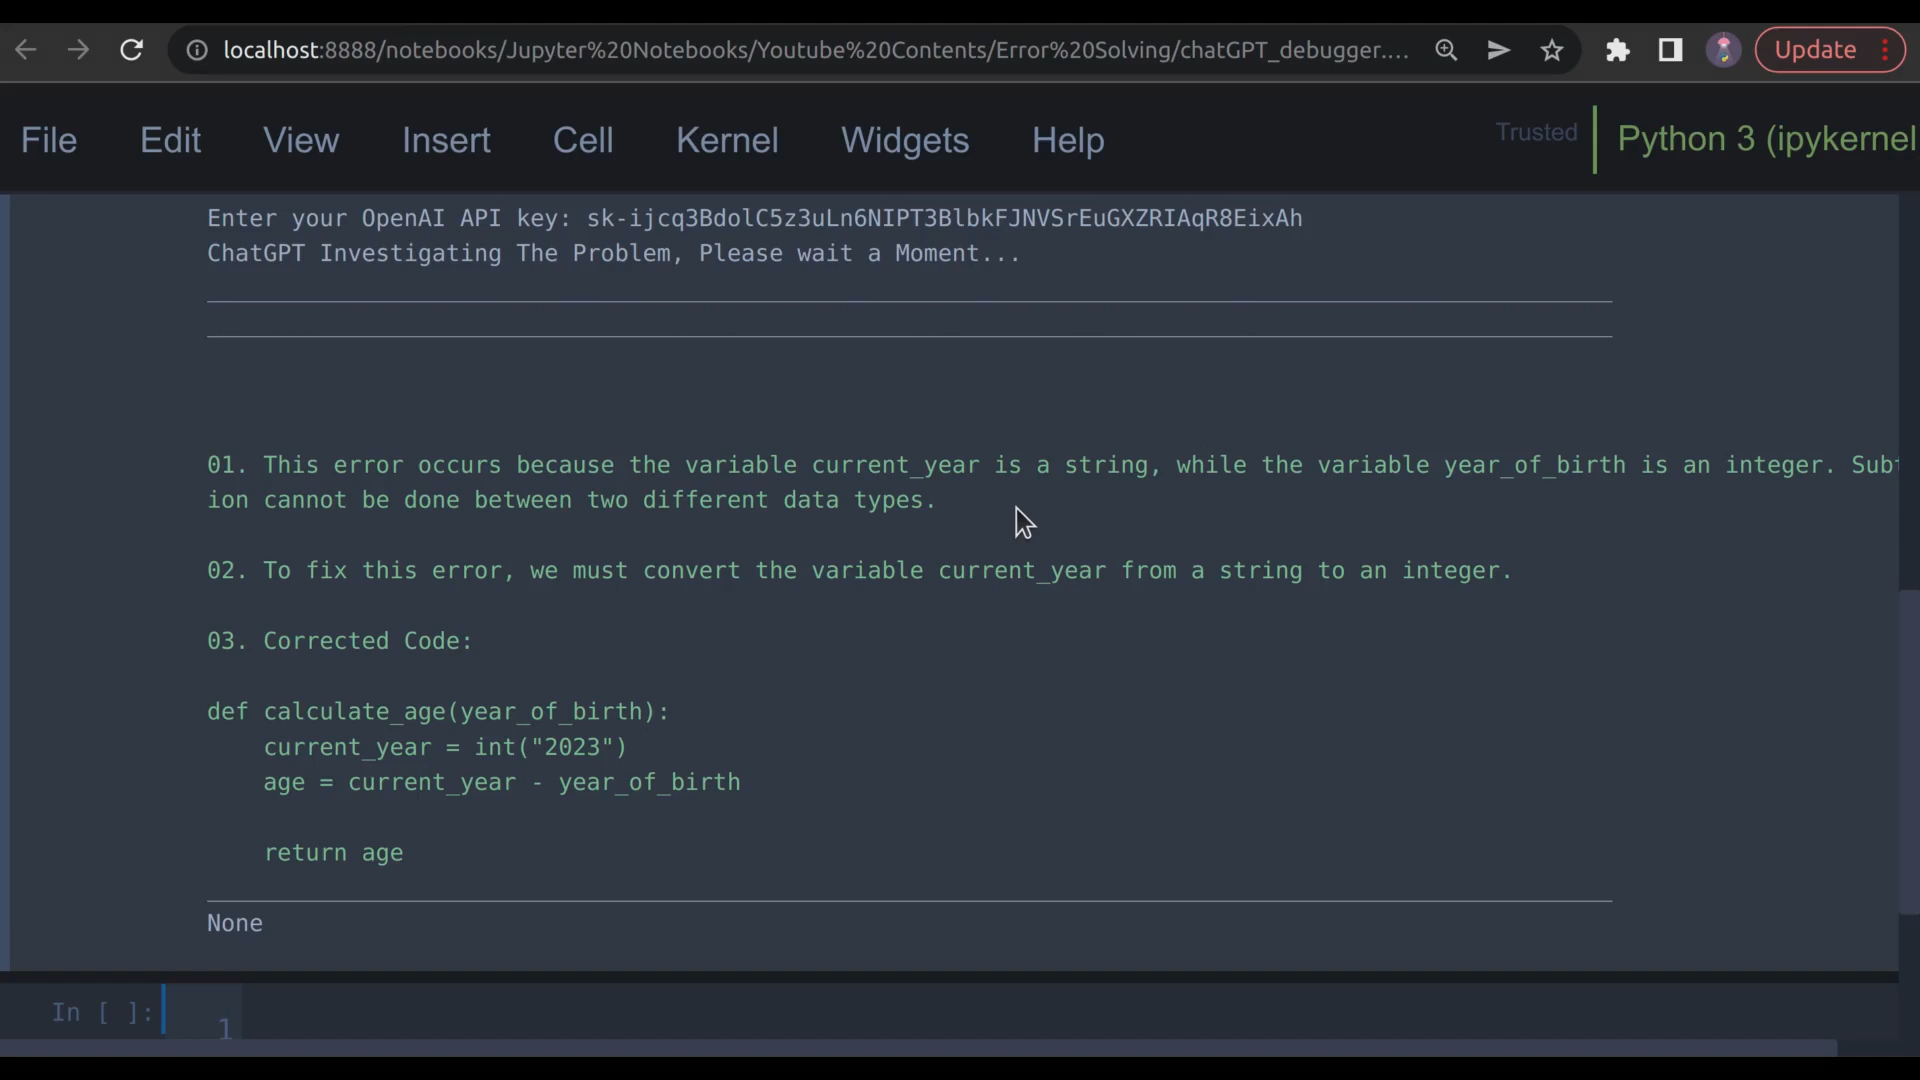 localhost:8888/notebooks/Jupyter%20Notebooks/Youtube%20Contents/Error%20Solving/chatGPT_debugger....
Update
File Edit View Insert Cell Kernel Widgets Help Trusted Python 3 (ipykernel
Enter your OpenAI API key: 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
ChatGPT Investigating The Problem, Please wait a Moment...
01. This error occurs because the variable current_year is a string, while the variable year_of_birth is an integer. Subt
ion cannot be done between two different data types.
02. To fix this error, we must convert the variable current_year from a string to an integer.
03. Corrected Code:
def calculate_age(year_of_birth):
    current_year = int("2023")
    age = current_year - year_of_birth
    return age
None
In [ ]:
1